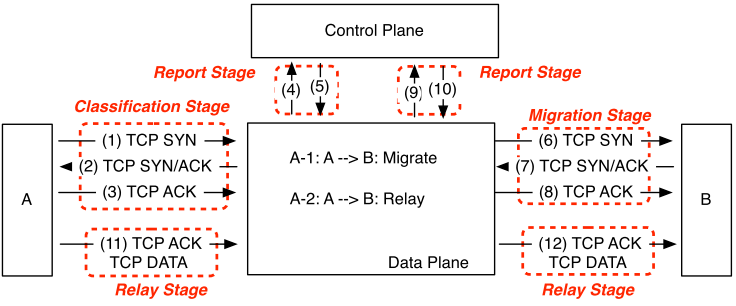 Control Plane
Report Stage
Report Stage
(4)
(5)
(9)
(10)
Classification Stage
Migration Stage
(1) TCP SYN
(2) TCP SYN/ACK
(3) TCP ACK
A
A-1: A --> B: Migrate
A-2: A --> B: Relay
(6) TCP SYN
(7) TCP SYN/ACK
(8) TCP ACK
B
(11) TCP ACK
TCP DATA
Data Plane
(12) TCP ACK
TCP DATA
Relay Stage
Relay Stage